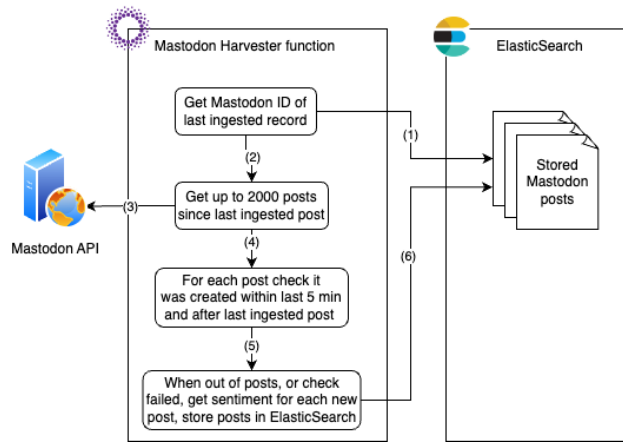 Mastodon Harvester function
ElasticSearch
Get Mastodon ID of
last ingested record
(1)
(2)
Stored
Mastodon
posts
Get up to 2000 posts
since last ingested post
(3)
Mastodon API
(4)
(6)
For each post check it
was created within last 5 min
and after last ingested post
(5)
When out of posts, or check
failed, get sentiment for each new
post, store posts in ElasticSearch